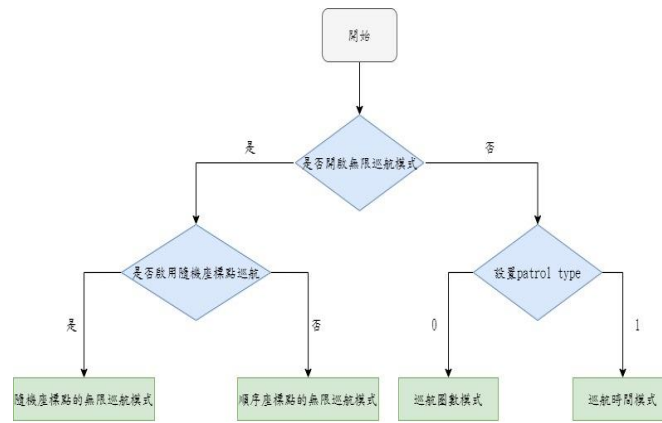 開始
是否開啟無限巡航模式
是
否
是否啟用隨機座標點巡航
設置patrol type
是
否
0
1
隨機座標點的無限巡航模式
順序座標點的無限巡航模式
巡航圈數模式
巡航時間模式